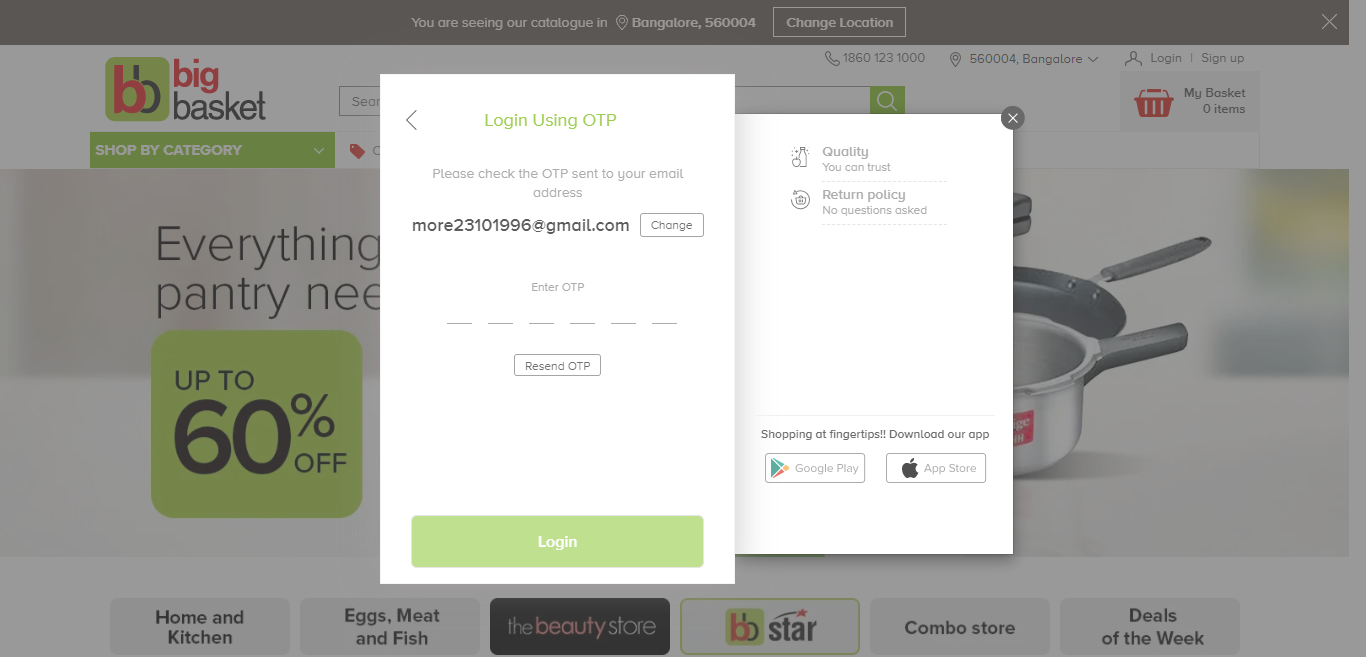 You are seeing our catalogue in Bangalore, 560004 Change Location
1860 123 1000 560004, Bangalore Login | Sign up
bb big
basket
Sear
My Basket
0 items
SHOP BY CATEGORY
Login Using OTP
Please check the OTP sent to your email
address
more23101996@gmail.com Change
Enter OTP
Resend OTP
Login
Quality
You can trust
Return policy
No questions asked
Shopping at fingertips!! Download our app
Google Play App Store
Everything
pantry nee
UP TO
60%
OFF
Home and
Kitchen
Eggs, Meat
and Fish
the beauty store
bb star
Combo store
Deals
of the Week